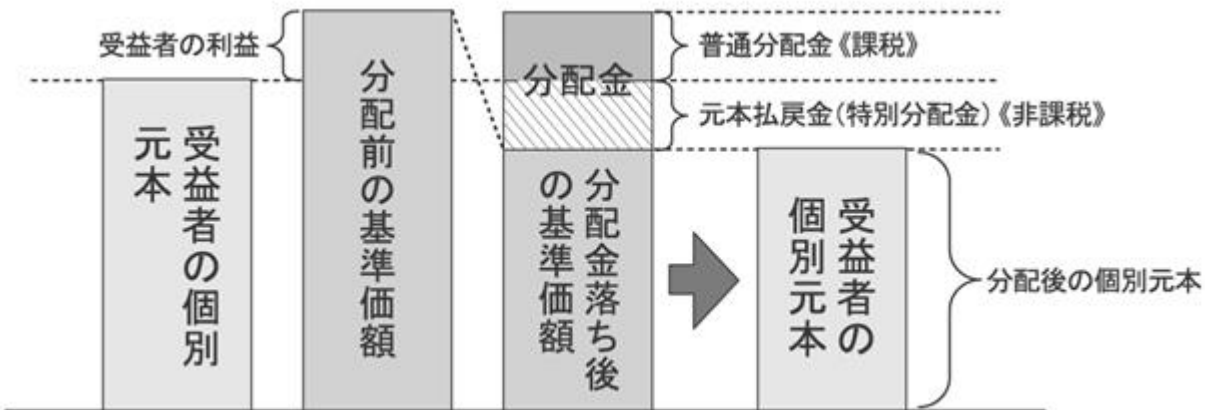 受益者の利益
受益者の個別
元本
分配前の基準価額
分配金
分配金落ち後
の基準価額
普通分配金《課税》
元本払戻金(特別分配金)《非課税》
受益者の
個別元本
分配後の個別元本